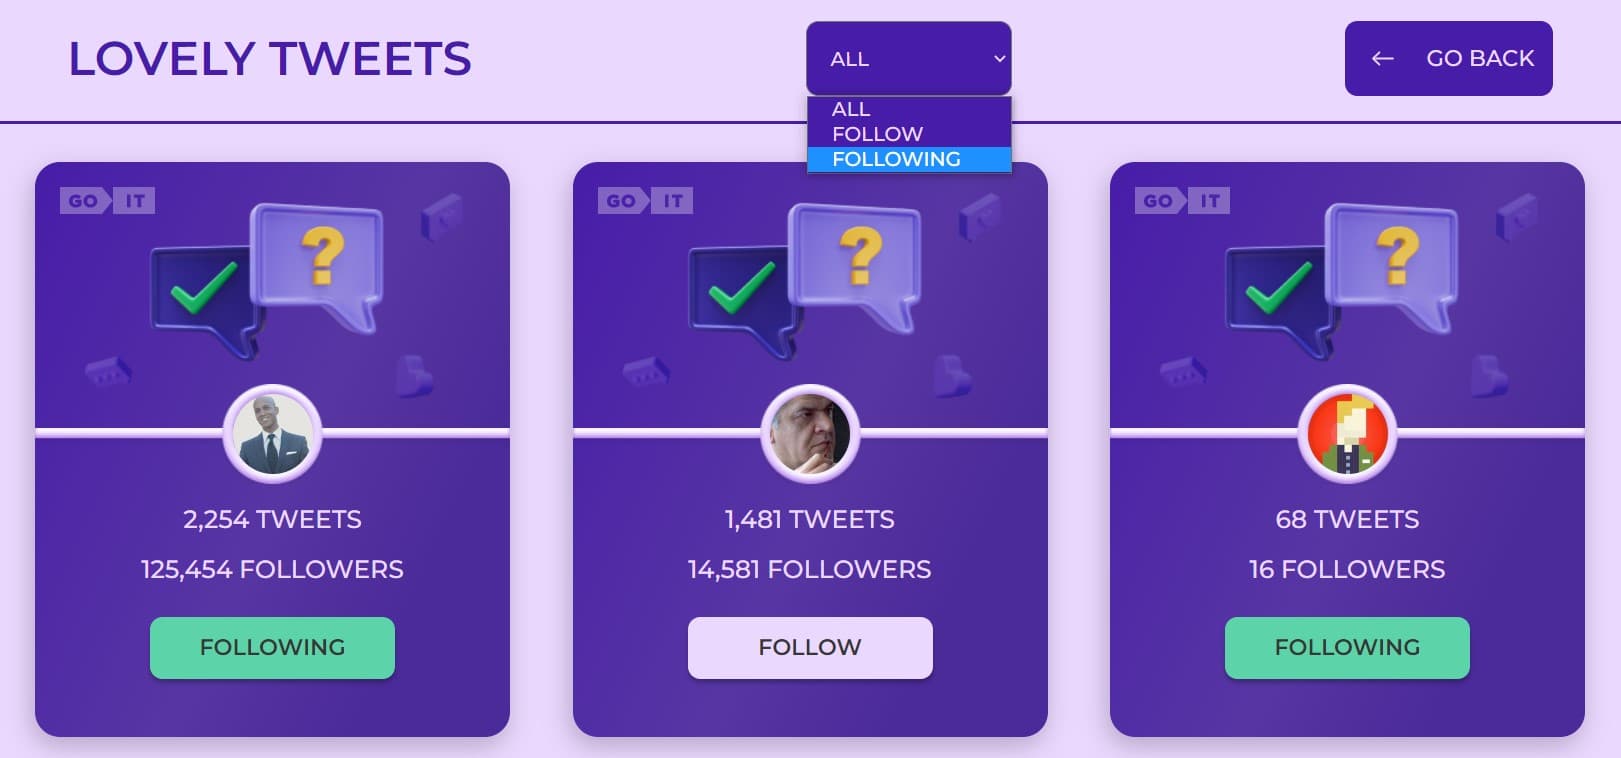 LOVELY TWEETS
ALL
GO BACK
ALL
FOLLOW
FOLLOWING
GO IT
2,254 TWEETS
125,454 FOLLOWERS
FOLLOWING
GO IT
1,481 TWEETS
14,581 FOLLOWERS
FOLLOW
GO IT
68 TWEETS
16 FOLLOWERS
FOLLOWING